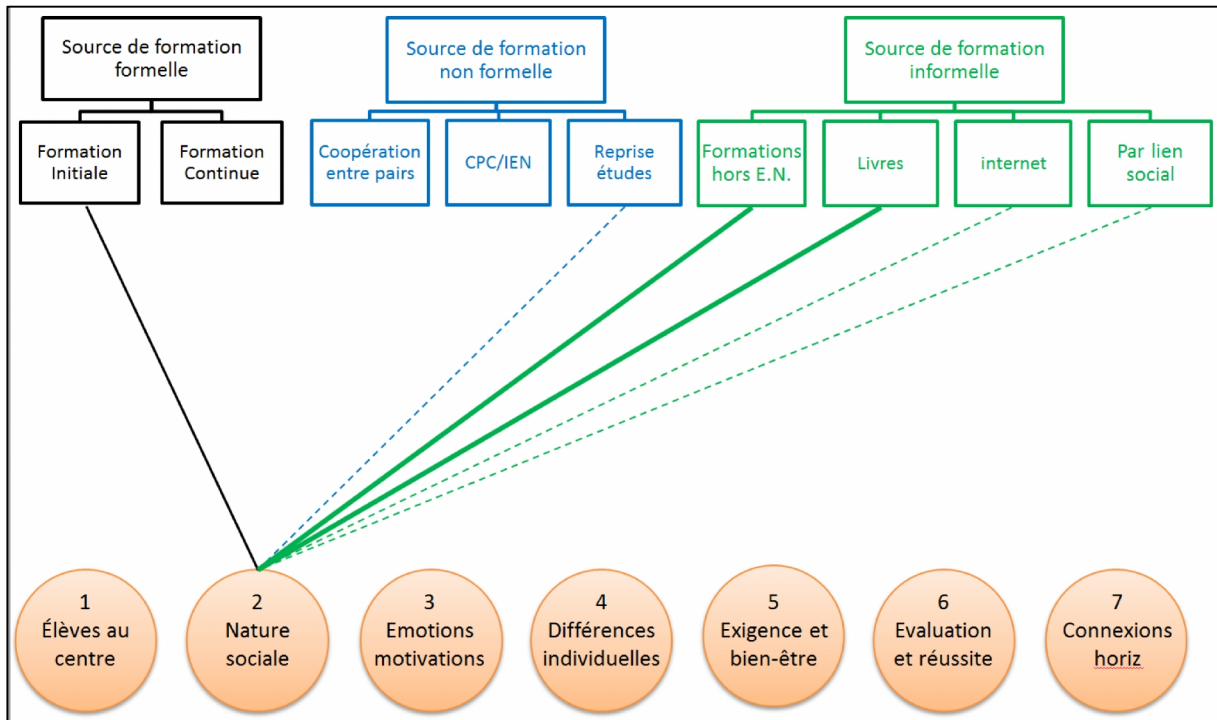 Source de formation
formelle
Source de formation
non formelle
Source de formation
informelle
Formation
Initiale
Formation
Continue
Coopération
entre pairs
CPC/IEN
Reprise
études
Formations
hors E.N.
Livres
internet
Par lien
social
1
Élèves au
centre
2
Nature
sociale
3
Emotions
motivations
4
Différences
individuelles
5
Exigence et
bien-être
6
Evaluation
et réussite
7
Connexions
horiz